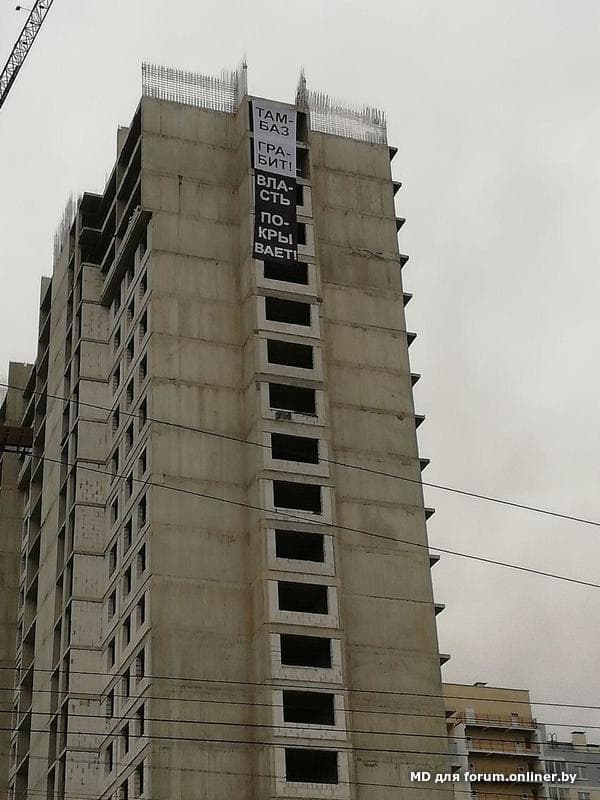 ТАМ-
БАЗ
ГРА-
БИТ!
ВЛА-
СТЬ
ПО-
КРЫ
ВАЕТ!
MD для forum.onliner.by